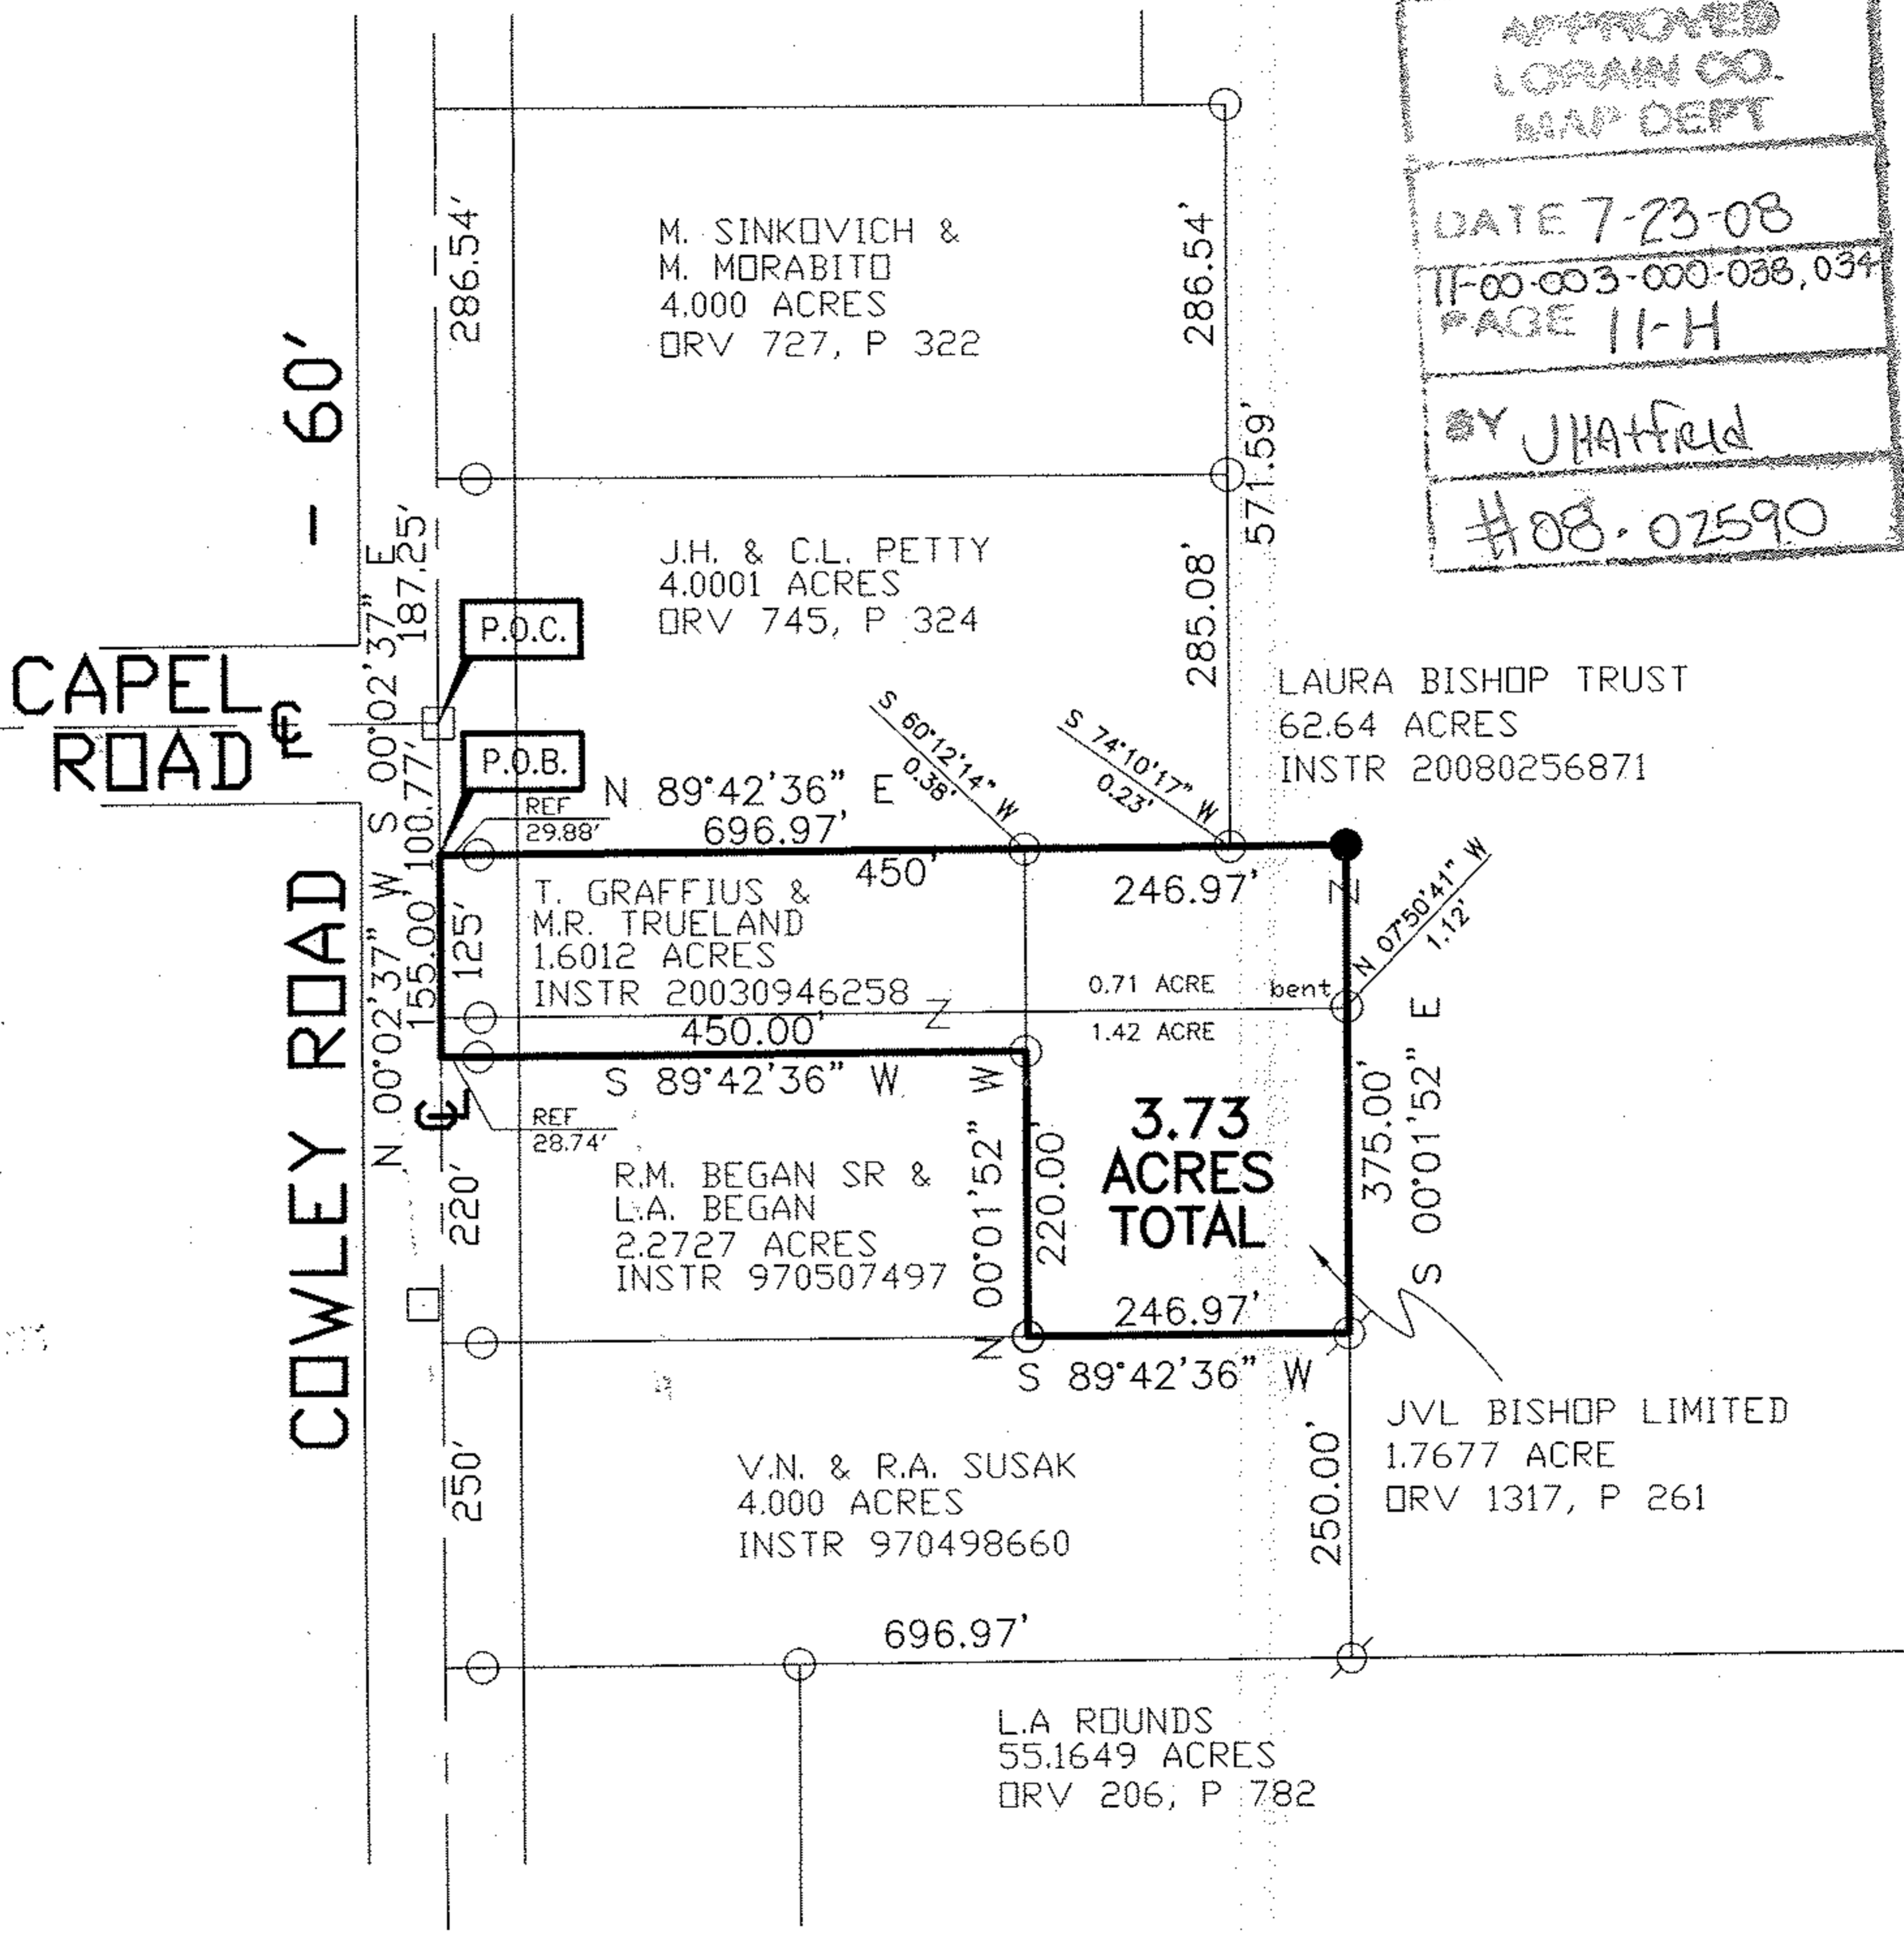 APPROVED
LORAIN CO.
MAP DEPT
DATE 7-23-08
11-00-003-000-038, 034
PAGE 11-H
BY JHAtfield
#08-02590
- 60'
286.54'
M. SINKOVICH &
M. MORABITO
4.000 ACRES
ORV 727, P 322
286.54'
571.59'
S 00°02'37" E
187.25'
J.H. & C.L. PETTY
4.0001 ACRES
ORV 745, P 324
285.08'
P.O.C.
CAPEL
ROAD
℄
LAURA BISHOP TRUST
62.64 ACRES
INSTR 20080256871
100.77'
P.O.B.
REF
29.88'
N 89°42'36" E
696.97'
450'
S 60°12'14" W
0.38'
S 74°10'17" W
0.23'
246.97'
N
N 07°50'41" W
1.12'
COWLEY ROAD
N 00°02'37" W
155.00'
125'
T. GRAFFIUS &
M.R. TRUELAND
1.6012 ACRES
INSTR 20030946258
Z
0.71 ACRE
bent
1.42 ACRE
450.00'
S 89°42'36" W
℄
REF
28.74'
220'
R.M. BEGAN SR &
L.A. BEGAN
2.2727 ACRES
INSTR 970507497
N 00°01'52" W
220.00'
3.73
ACRES
TOTAL
375.00'
S 00°01'52" E
246.97'
S 89°42'36" W
JVL BISHOP LIMITED
1.7677 ACRE
ORV 1317, P 261
250'
V.N. & R.A. SUSAK
4.000 ACRES
INSTR 970498660
250.00'
696.97'
L.A ROUNDS
55.1649 ACRES
ORV 206, P 782